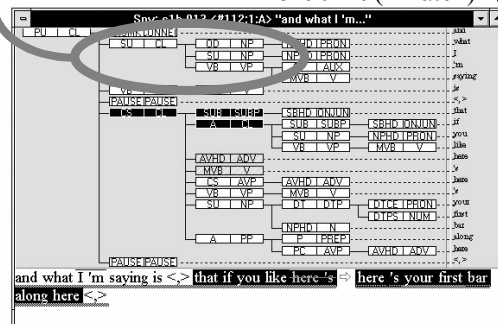 Spy: s1b-013 <#112:1:A> "and what I 'm..."
PU CL and
SU CL OD NP NPHD PRON what
SU NP NPHD PRON I
VB VP AUX 'm
MVB V saying
VB VP MVB V is
PAUSE PAUSE <,>
CS CL SUB SUBP SBHD CONJUN that
A CL SUB SUBP SBHD CONJUN if
SU NP NPHD PRON you
VB VP MVB V like
AVHD ADV here
MVB V 's
CS AVP AVHD ADV here
VB VP MVB V 's
SU NP DT DTP DTCE PRON your
DTPS NUM first
NPHD N bar
A PP P PREP along
PC AVP AVHD ADV here
PAUSE PAUSE <,>
and what I 'm saying is <,> that if you like here 's ⇨ here 's your first bar
along here <,>